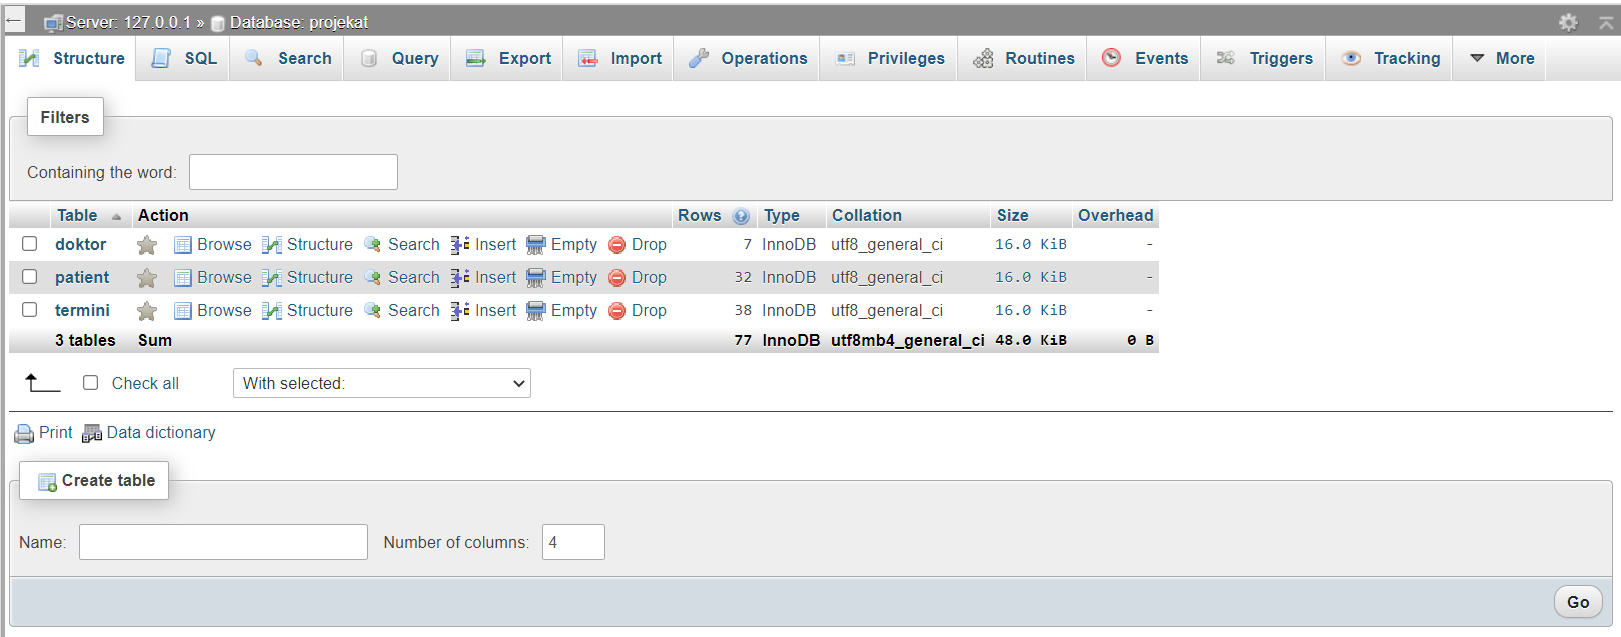 Server: 127.0.0.1 » Database: projekat
Structure SQL Search Query Export Import Operations Privileges Routines Events Triggers Tracking More
Filters
Containing the word:
Table Action Rows Type Collation Size Overhead
doktor Browse Structure Search Insert Empty Drop 7 InnoDB utf8_general_ci 16.0 KiB -
patient Browse Structure Search Insert Empty Drop 32 InnoDB utf8_general_ci 16.0 KiB -
termini Browse Structure Search Insert Empty Drop 38 InnoDB utf8_general_ci 16.0 KiB -
3 tables Sum 77 InnoDB utf8mb4_general_ci 48.0 KiB 0 B
Check all With selected:
Print Data dictionary
Create table
Name: Number of columns: 4
Go